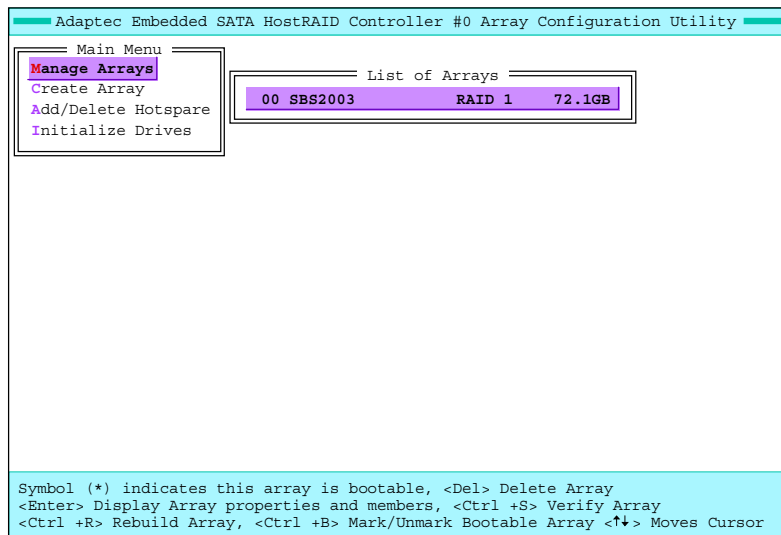 Adaptec Embedded SATA HostRAID Controller #0 Array Configuration Utility
Main Menu
Manage Arrays
Create Array
Add/Delete Hotspare
Initialize Drives
List of Arrays
00 SBS2003 RAID 1 72.1GB
Symbol (*) indicates this array is bootable, <Del> Delete Array
<Enter> Display Array properties and members, <Ctrl +S> Verify Array
<Ctrl +R> Rebuild Array, <Ctrl +B> Mark/Unmark Bootable Array <↑↓> Moves Cursor